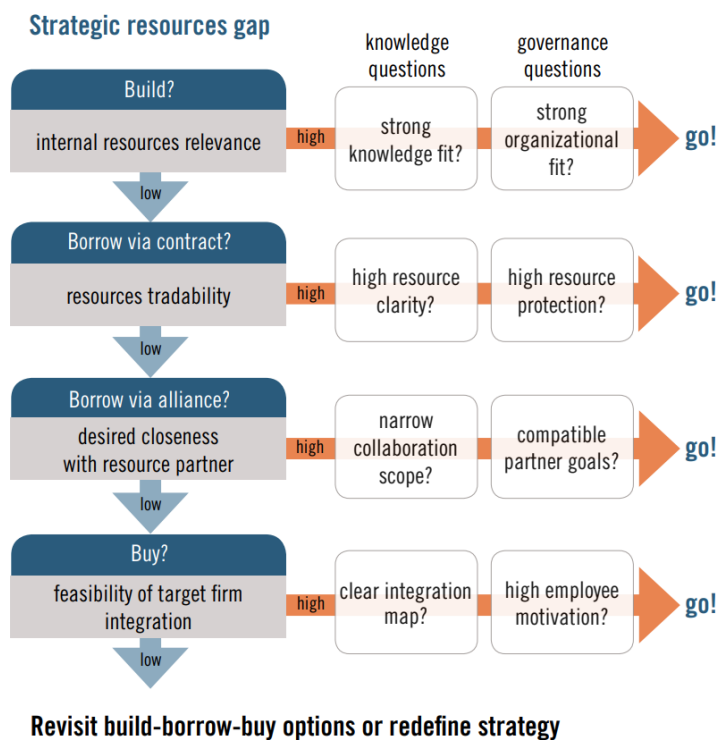 Strategic resources gap
knowledge
questions
governance
questions
Build?
internal resources relevance
high
strong
knowledge fit?
strong
organizational
fit?
go!
low
Borrow via contract?
resources tradability
high
high resource
clarity?
high resource
protection?
go!
low
Borrow via alliance?
desired closeness
with resource partner
high
narrow
collaboration
scope?
compatible
partner goals?
go!
low
Buy?
feasibility of target firm
integration
high
clear integration
map?
high employee
motivation?
go!
low
Revisit build-borrow-buy options or redefine strategy